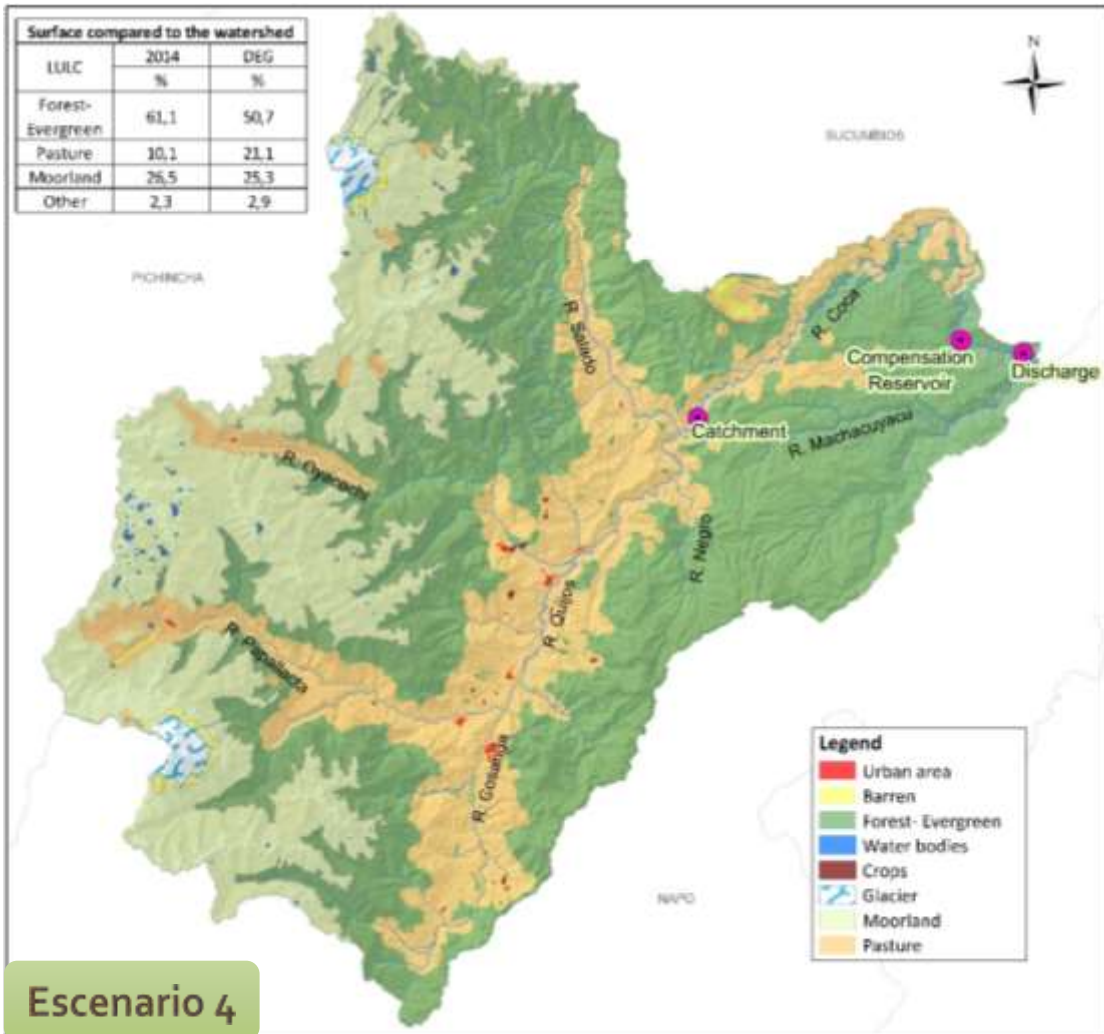 Surface compared to the watershed
LULC 2014 DEG
% %
Forest-
Evergreen 61,1 50,7
Pasture 10,1 21,1
Moorland 26,5 25,3
Other 2,3 2,9
N
SUCUMBIOS
PICHINCHA
R. Salado
R. Coca
Compensation
Reservoir
Discharge
Catchment
R. Machacuyacu
R. Oyacachi
R. Negro
R. Quijos
R. Papallacta
R. Cosanga
NAPO
Legend
Urban area
Barren
Forest- Evergreen
Water bodies
Crops
Glacier
Moorland
Pasture
Escenario 4